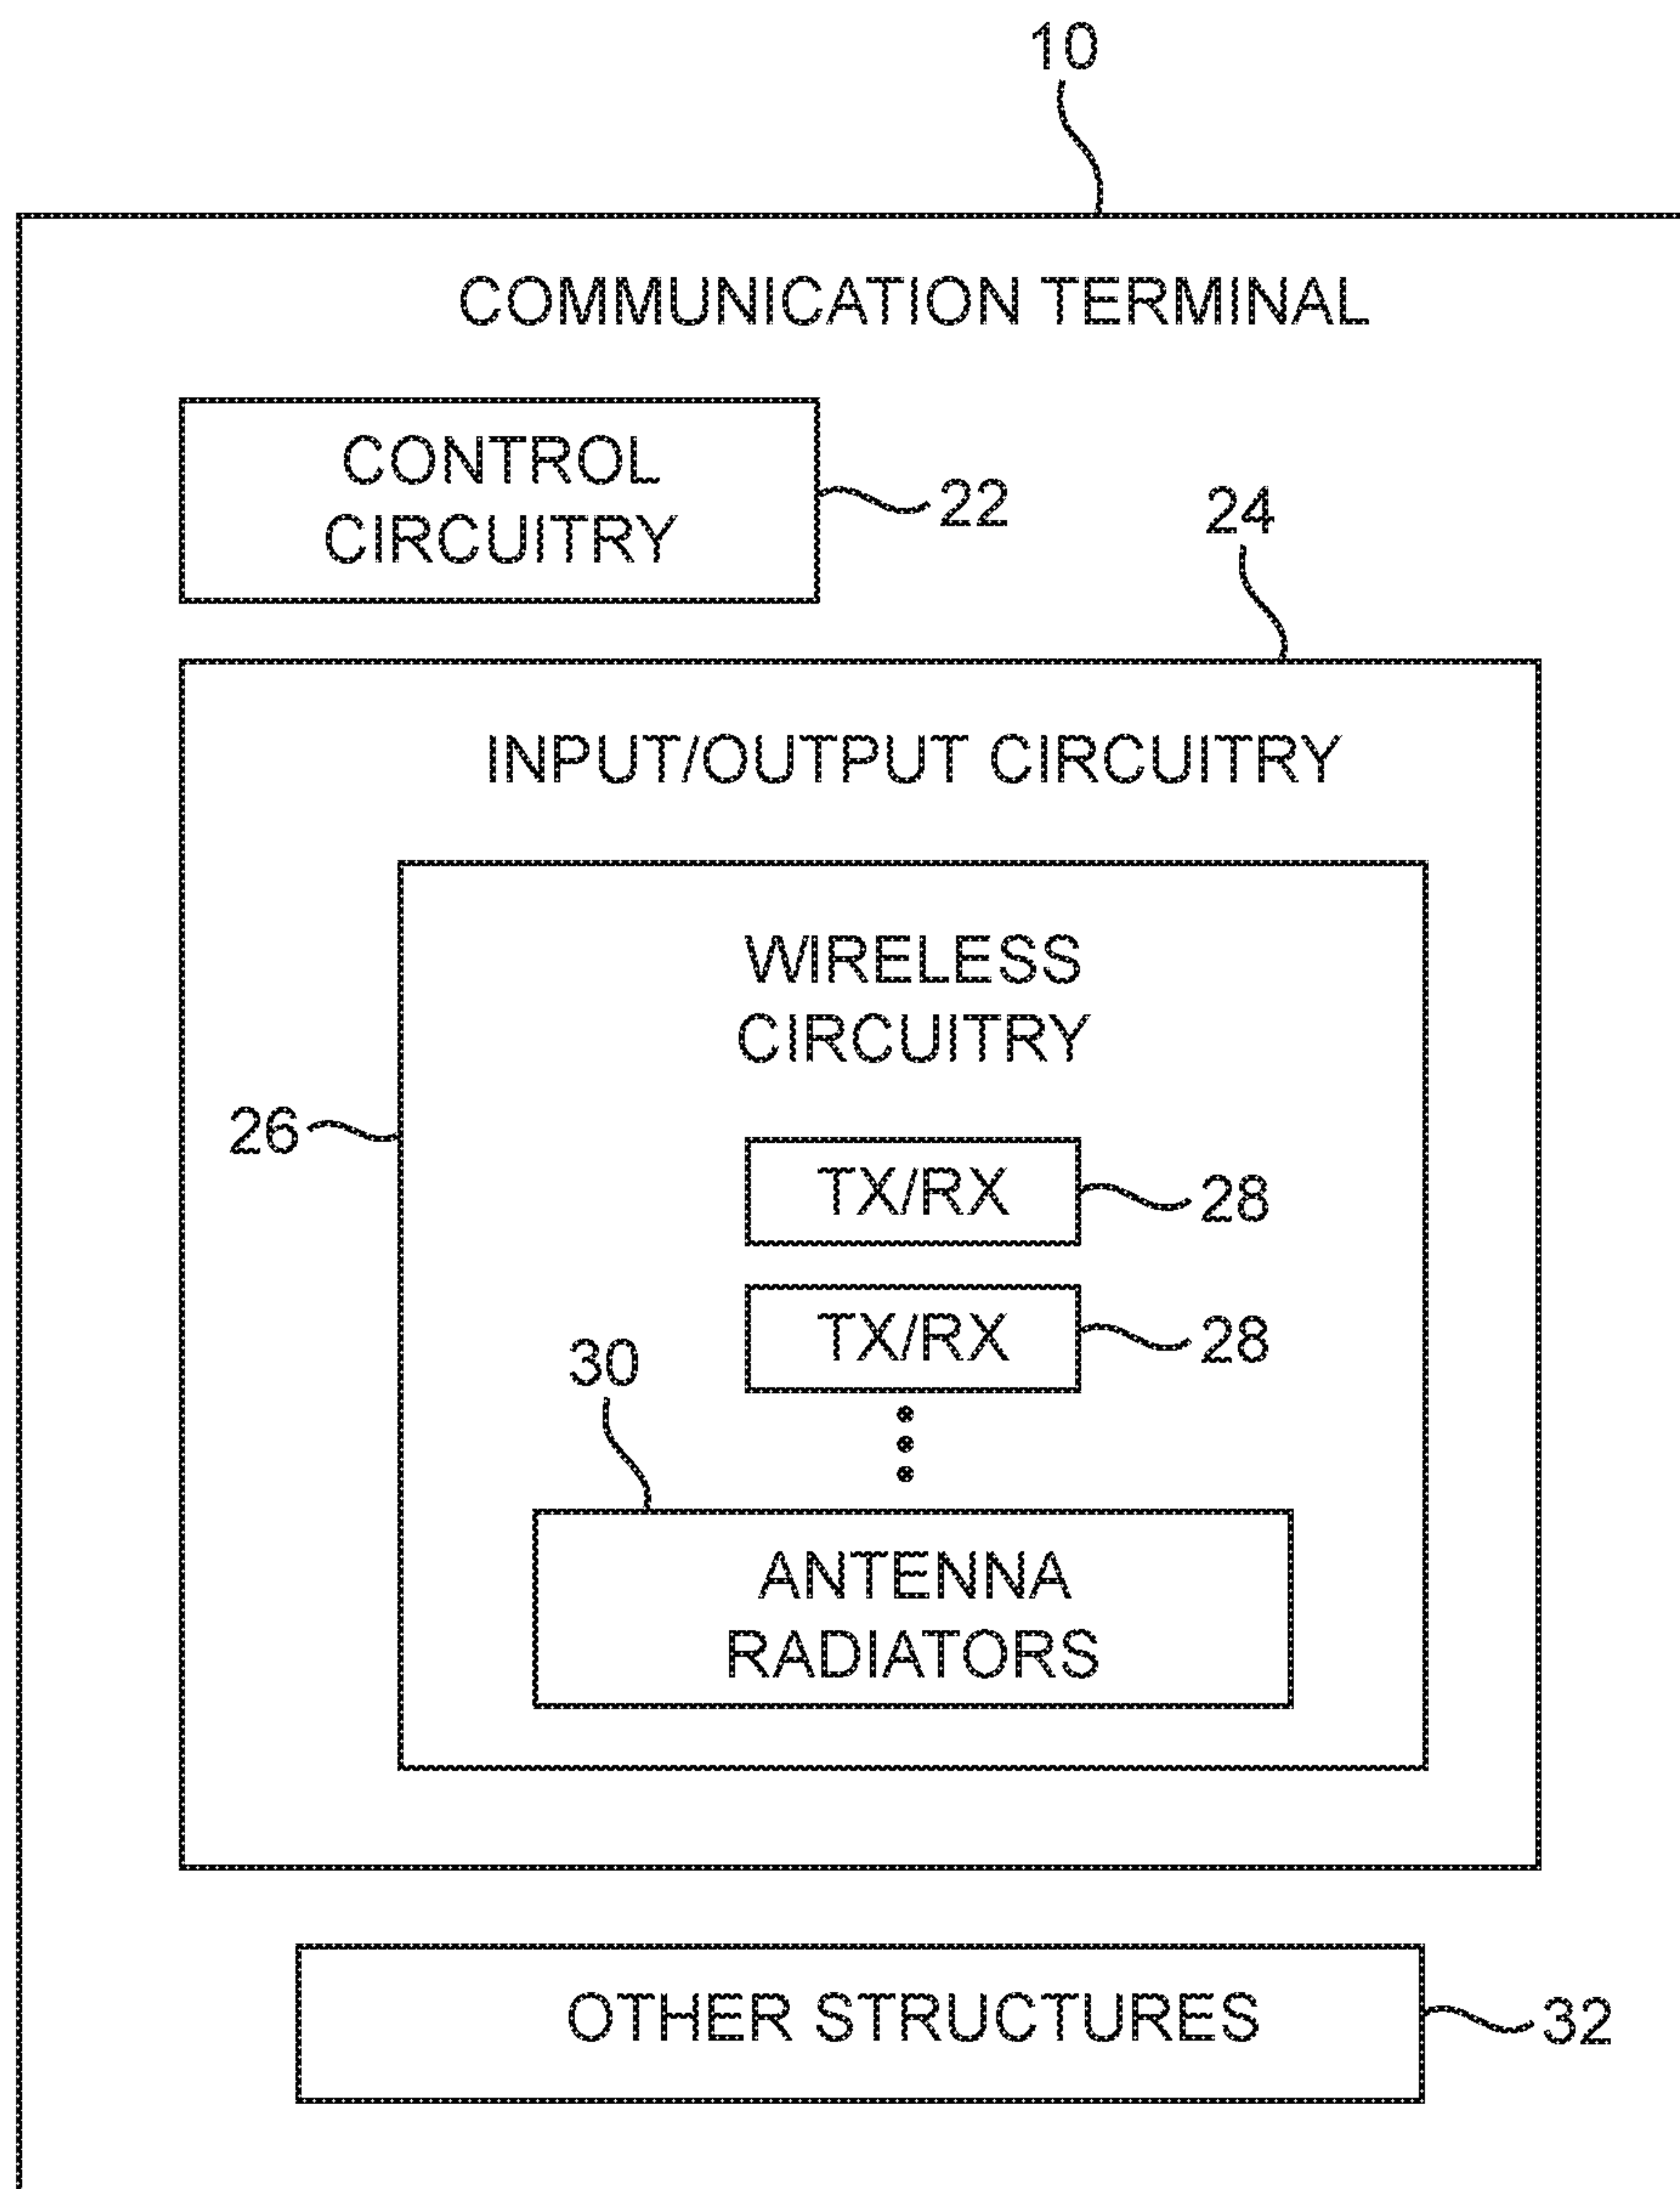 10
COMMUNICATION TERMINAL
CONTROL
CIRCUITRY
22
24
INPUT/OUTPUT CIRCUITRY
WIRELESS
CIRCUITRY
26
TX/RX
28
TX/RX
28
30
ANTENNA
RADIATORS
OTHER STRUCTURES
32